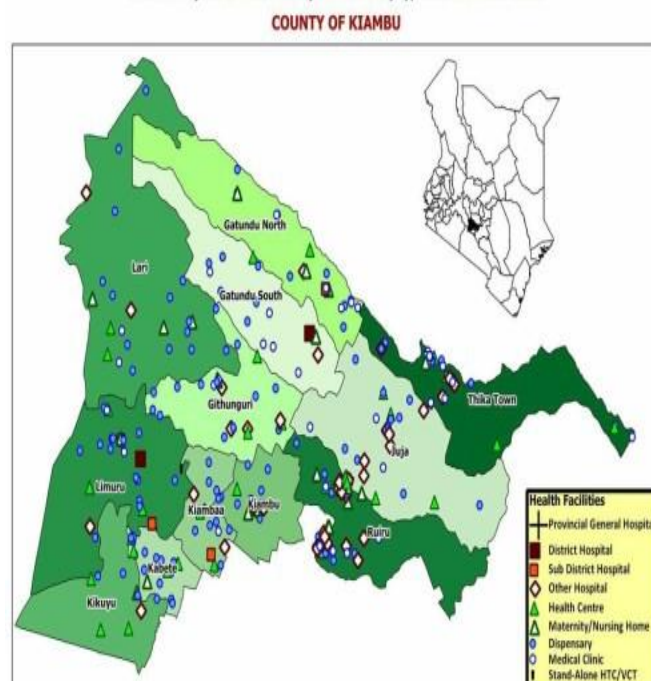 COUNTY OF KIAMBU
Gatundu North
Lari
Gatundu South
Thika Town
Githunguri
Juja
Limuru
Kiambaa
Kiambu
Ruiru
Kabete
Kikuyu
Health Facilities
Provincial General Hospita
District Hospital
Sub District Hospital
Other Hospital
Health Centre
Maternity/Nursing Home
Dispensary
Medical Clinic
Stand-Alone HTC/VCT